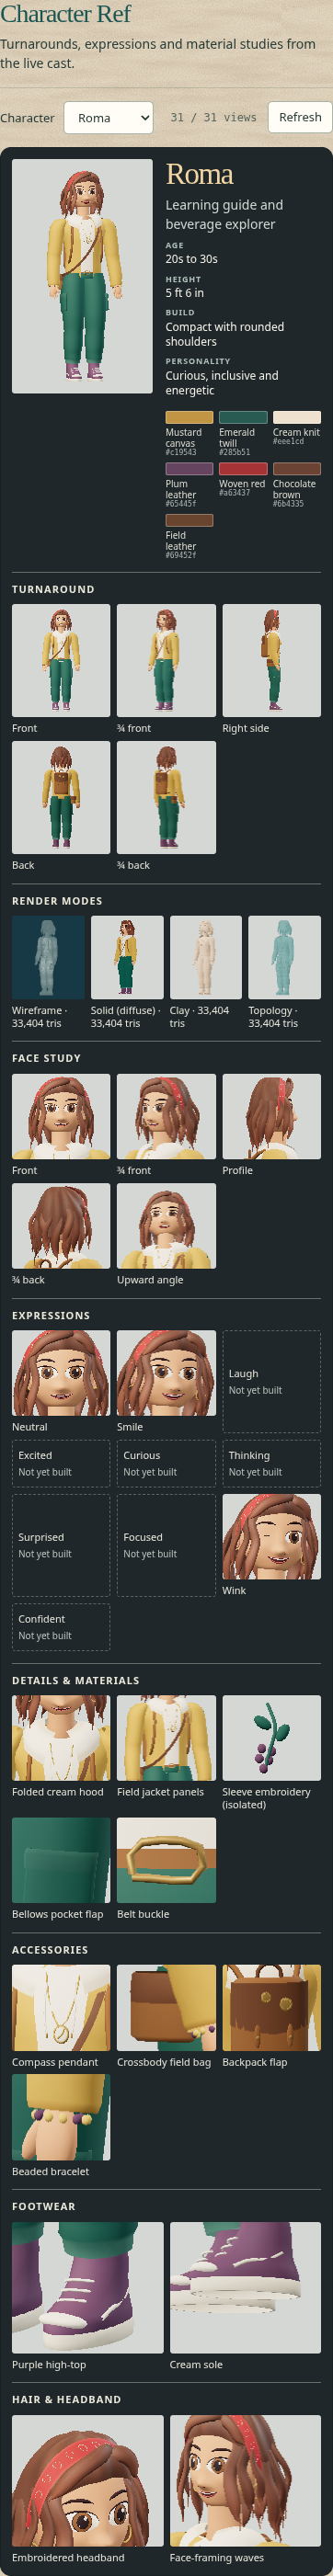 Character Ref
Turnarounds, expressions and material studies from
the live cast.
Character Roma 31 / 31 views Refresh
Roma
Learning guide and
beverage explorer
AGE
20s to 30s
HEIGHT
5 ft 6 in
BUILD
Compact with rounded
shoulders
PERSONALITY
Curious, inclusive and
energetic
Mustard
canvas
#c19543
Emerald
twill
#285b51
Cream knit
#eee1cd
Plum
leather
#65445f
Woven red
#a63437
Chocolate
brown
#6b4335
Field
leather
#69452f
TURNAROUND
Front
¾ front
Right side
Back
¾ back
RENDER MODES
Wireframe ·
33,404 tris
Solid (diffuse) ·
33,404 tris
Clay · 33,404
tris
Topology ·
33,404 tris
FACE STUDY
Front
¾ front
Profile
¾ back
Upward angle
EXPRESSIONS
Neutral
Smile
Laugh
Not yet built
Excited
Not yet built
Curious
Not yet built
Thinking
Not yet built
Surprised
Not yet built
Focused
Not yet built
Wink
Confident
Not yet built
DETAILS & MATERIALS
Folded cream hood
Field jacket panels
Sleeve embroidery
(isolated)
Bellows pocket flap
Belt buckle
ACCESSORIES
Compass pendant
Crossbody field bag
Backpack flap
Beaded bracelet
FOOTWEAR
Purple high-top
Cream sole
HAIR & HEADBAND
Embroidered headband
Face-framing waves